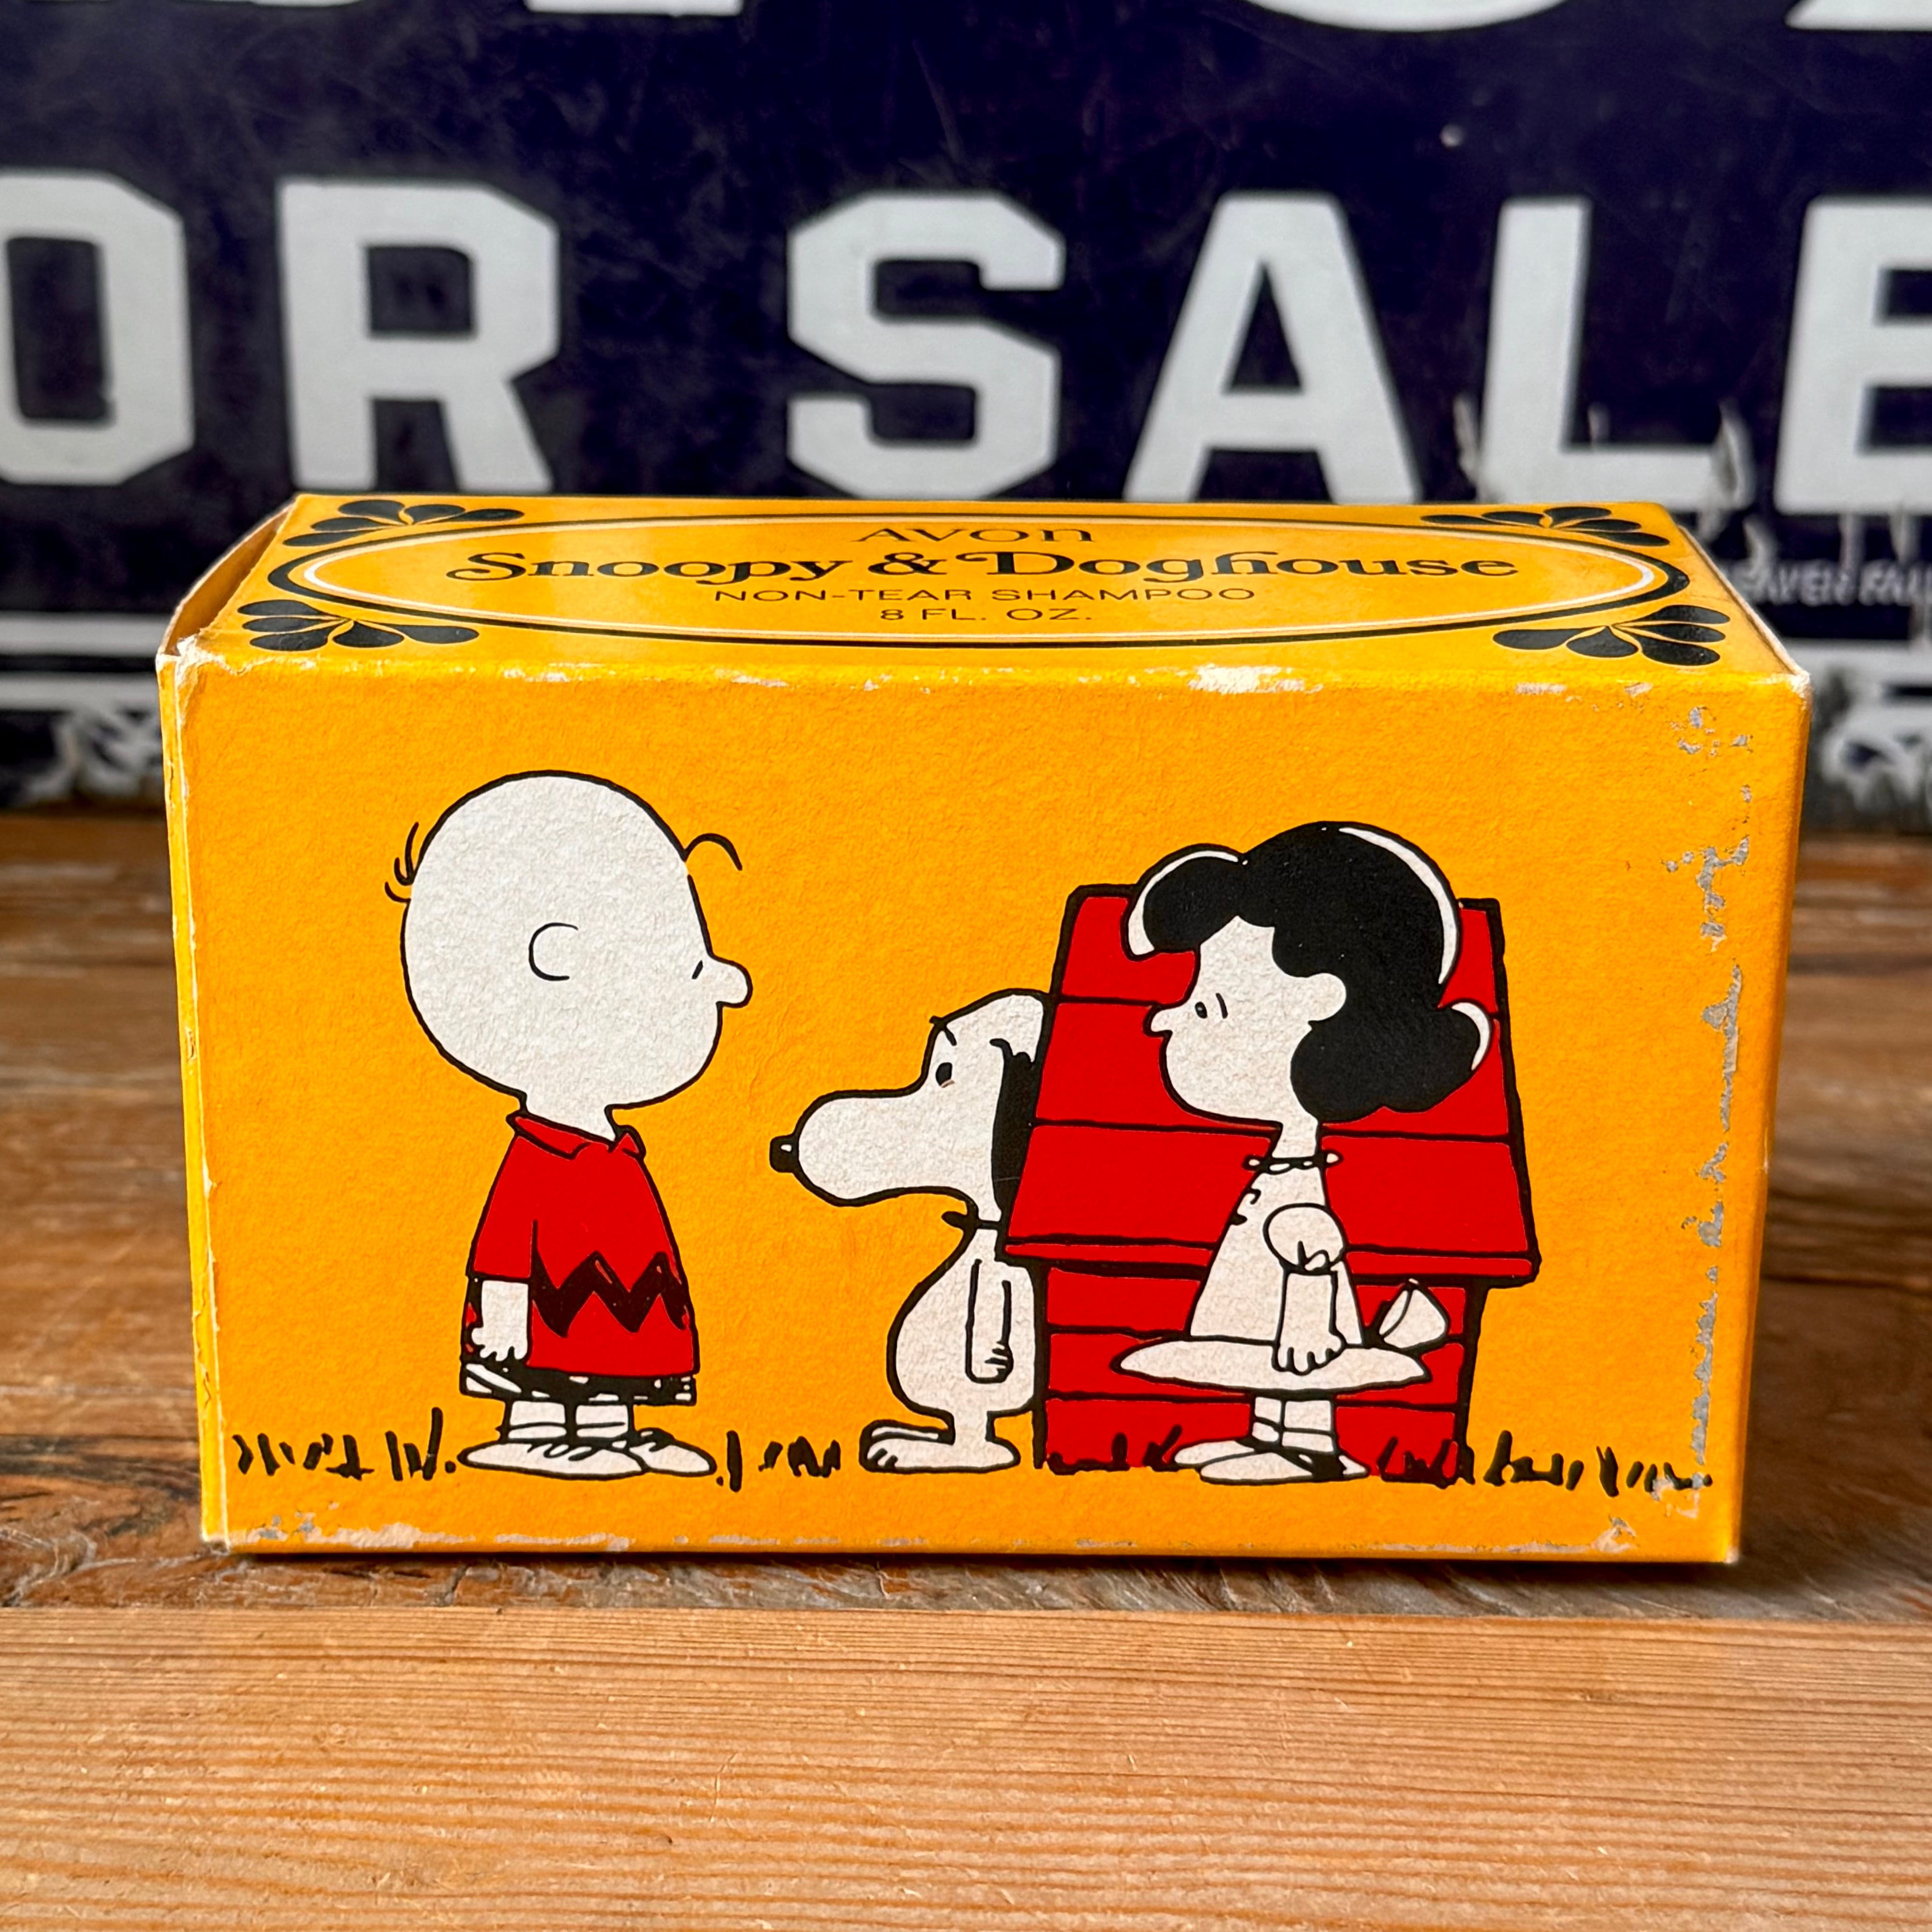 OR SALE
AVON
Snoopy & Doghouse
NON-TEAR SHAMPOO
8 FL. OZ.